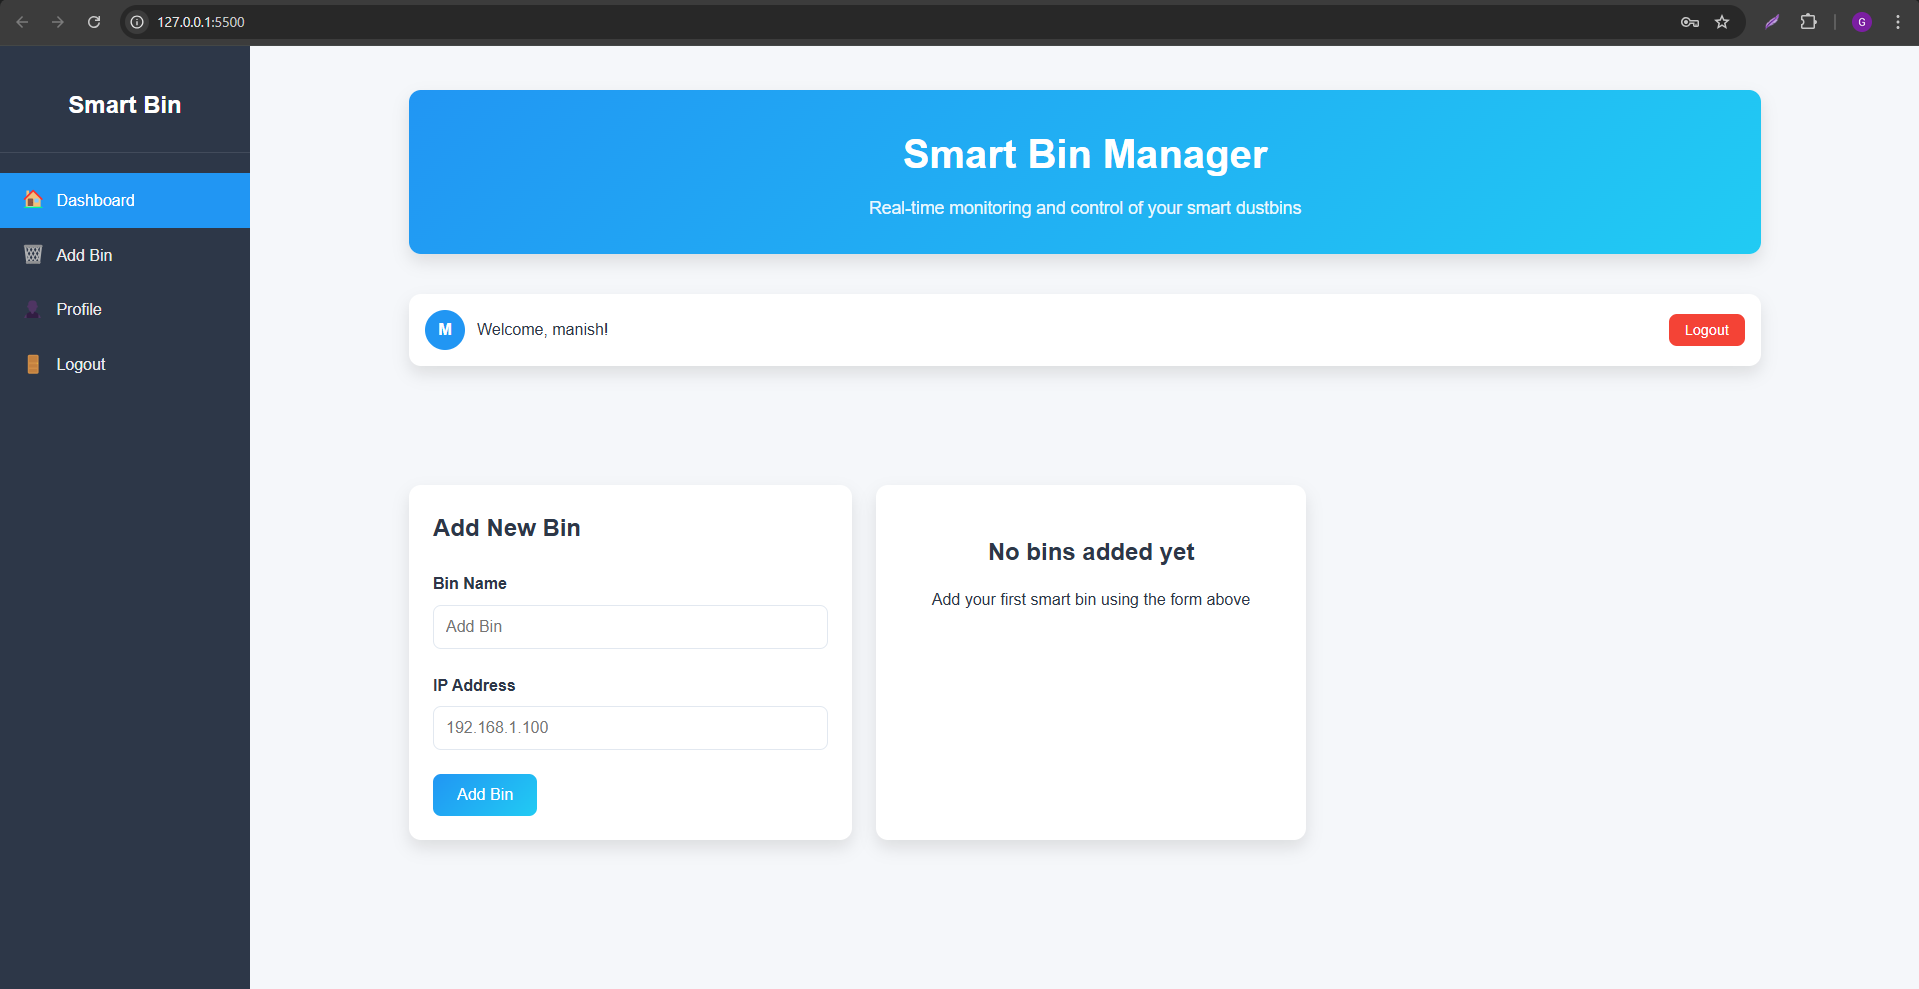 127.0.0.1:5500
G
Smart Bin
Dashboard
Add Bin
Profile
Logout
Smart Bin Manager
Real-time monitoring and control of your smart dustbins
M
Welcome, manish!
Logout
Add New Bin
Bin Name
Add Bin
IP Address
192.168.1.100
Add Bin
No bins added yet
Add your first smart bin using the form above